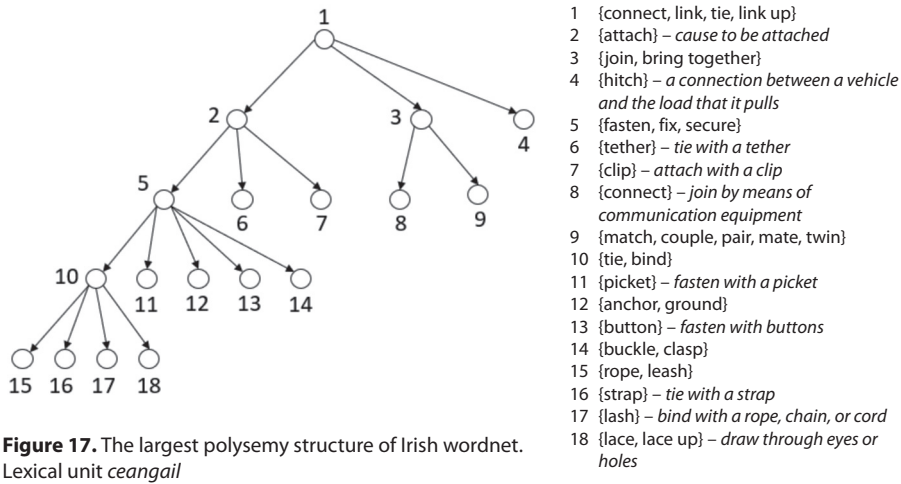 1
2
3
4
5
6
7
8
9
10
11
12
13
14
15
16
17
18
Figure 17. The largest polysemy structure of Irish wordnet.
Lexical unit ceangail
1 {connect, link, tie, link up}
2 {attach} – cause to be attached
3 {join, bring together}
4 {hitch} – a connection between a vehicle
and the load that it pulls
5 {fasten, fix, secure}
6 {tether} – tie with a tether
7 {clip} – attach with a clip
8 {connect} – join by means of
communication equipment
9 {match, couple, pair, mate, twin}
10 {tie, bind}
11 {picket} – fasten with a picket
12 {anchor, ground}
13 {button} – fasten with buttons
14 {buckle, clasp}
15 {rope, leash}
16 {strap} – tie with a strap
17 {lash} – bind with a rope, chain, or cord
18 {lace, lace up} – draw through eyes or
holes